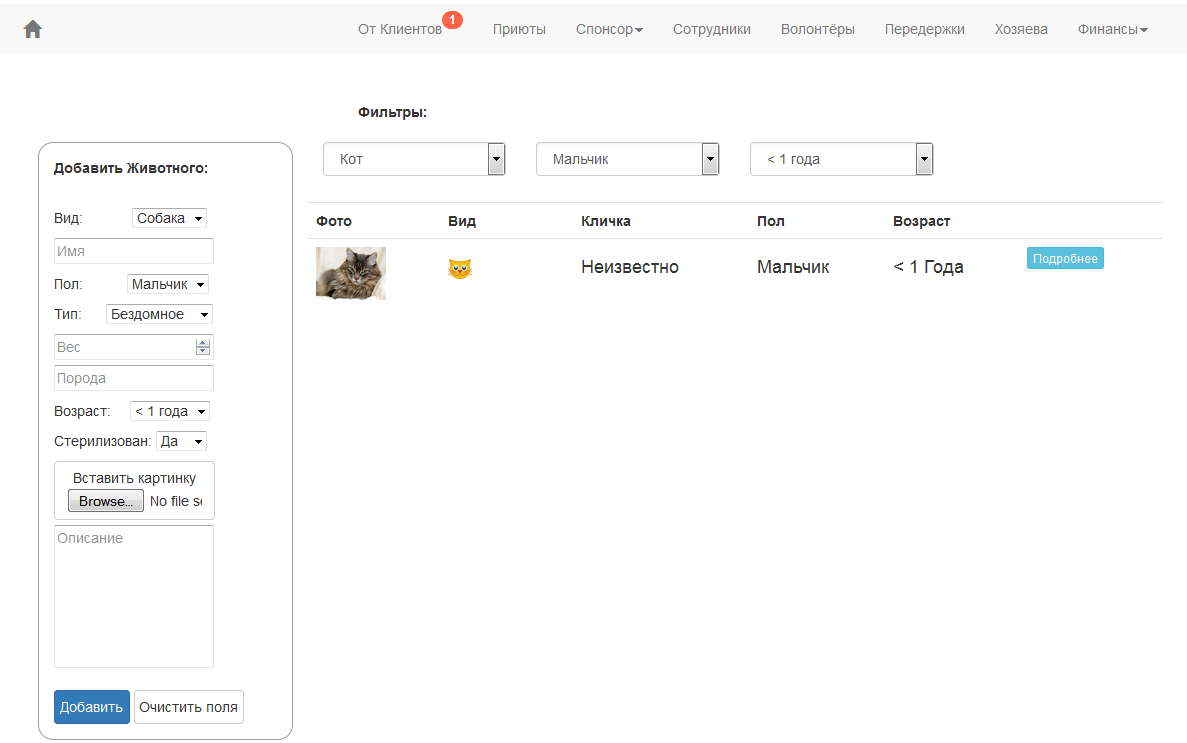 От Клиентов 1 Приюты Спонсор Сотрудники Волонтёры Передержки Хозяева Финансы
Фильтры:
Кот Мальчик < 1 года
Добавить Животного:
Вид: Собака
Имя
Пол: Мальчик
Тип: Бездомное
Вес
Порода
Возраст: < 1 года
Стерилизован: Да
Вставить картинку
Browse... No file se
Описание
Добавить Очистить поля
Фото Вид Кличка Пол Возраст
Неизвестно Мальчик < 1 Года Подробнее